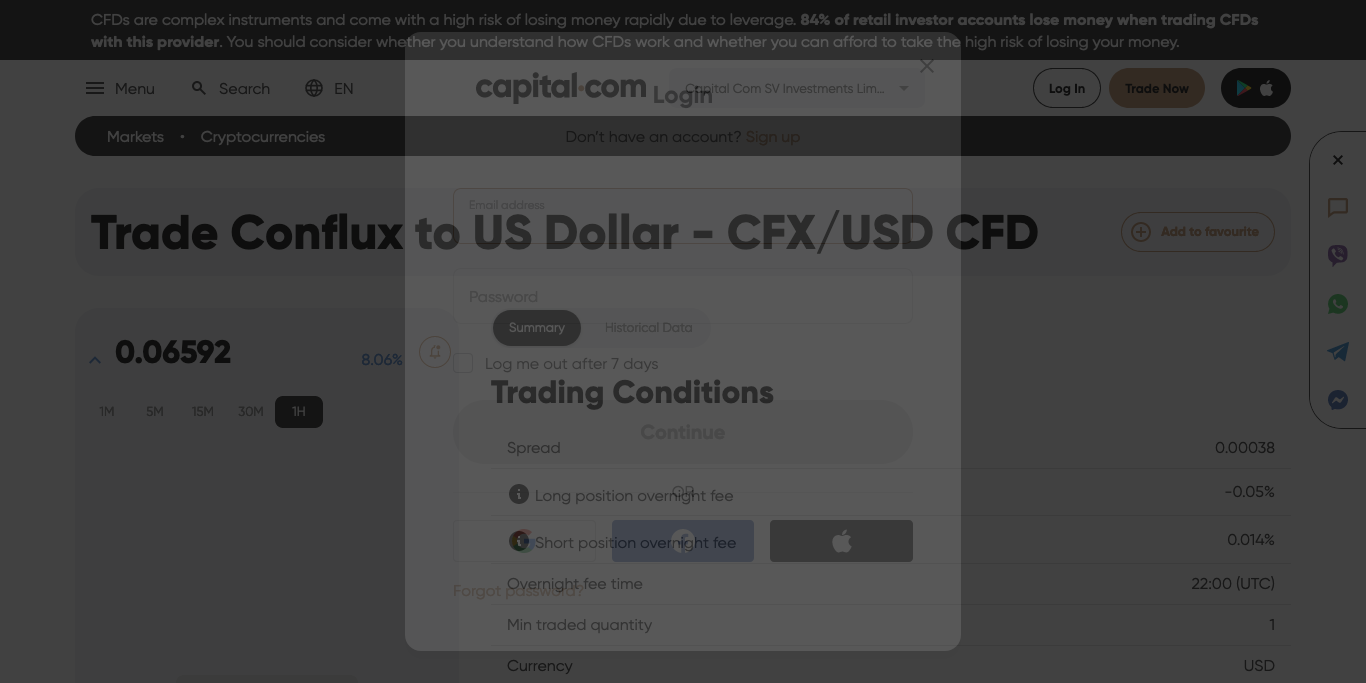 CFDs are complex instruments and come with a high risk of losing money rapidly due to leverage. 84% of retail investor accounts lose money when trading CFDs
with this provider. You should consider whether you understand how CFDs work and whether you can afford to take the high risk of losing your money.
Menu
Search
EN
capital.com
Login
Capital Com SV Investments Lim...
Log In
Trade Now
Markets • Cryptocurrencies
Don't have an account? Sign up
Email address
Trade Conflux to US Dollar - CFX/USD CFD
Add to favourite
Password
Summary
Historical Data
0.06592
8.06%
Log me out after 7 days
1M
5M
15M
30M
1H
Trading Conditions
Continue
Spread
0.00038
OR
Long position overnight fee
-0.05%
Short position overnight fee
0.014%
Overnight fee time
22:00 (UTC)
Forgot password?
Min traded quantity
1
Currency
USD